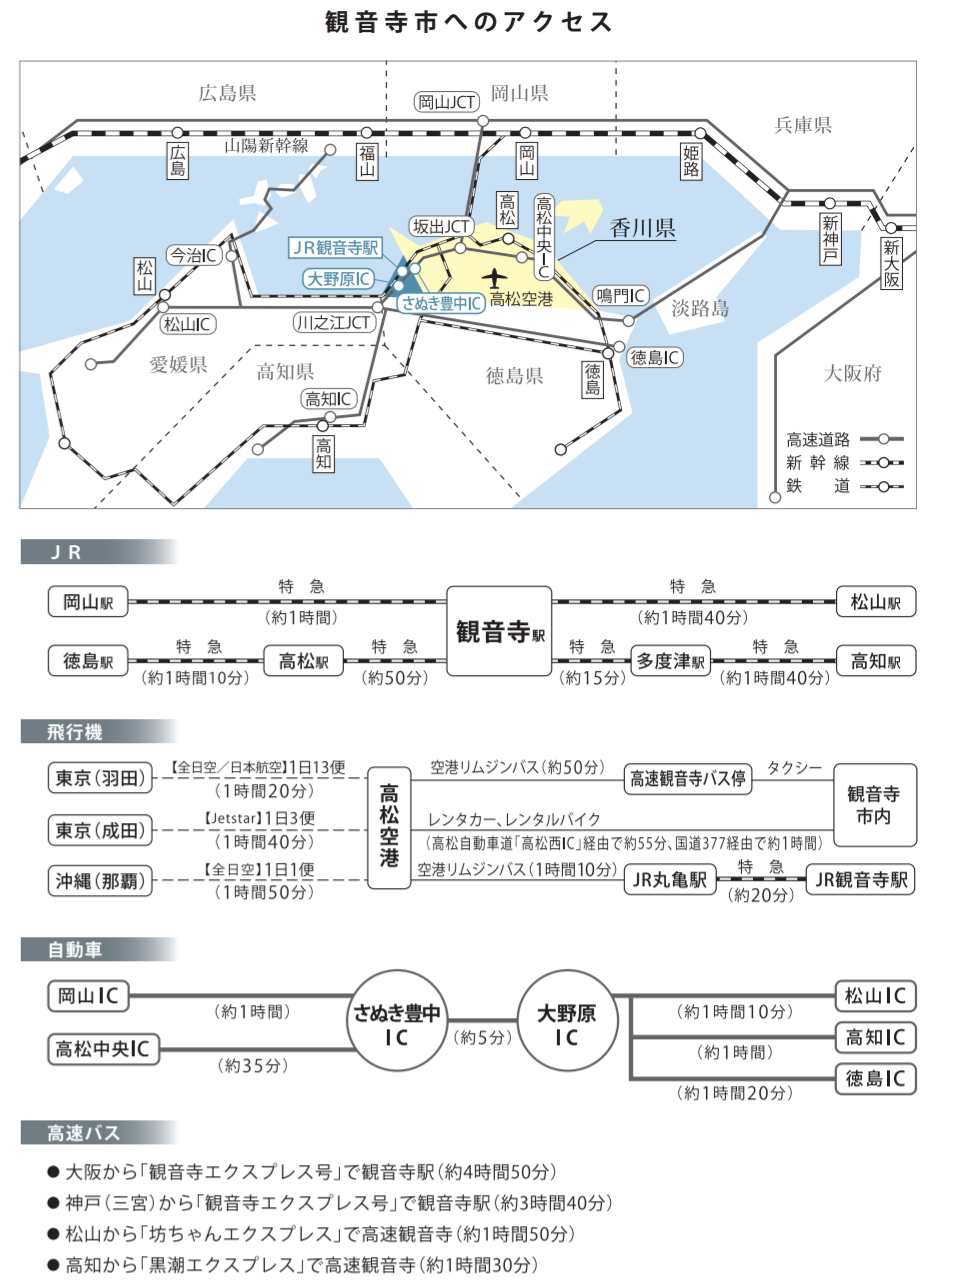 観音寺市へのアクセス
広島県
岡山県
兵庫県
岡山JCT
山陽新幹線
広島
福山
岡山
姫路
新神戸
新大阪
高松
高松中央IC
坂出JCT
香川県
JR観音寺駅
今治IC
大野原IC
さぬき豊中IC
高松空港
鳴門IC
淡路島
松山
松山IC
川之江JCT
徳島IC
愛媛県
高知県
徳島県
徳島
大阪府
高知IC
高知
高速道路
新幹線
鉄道
JR
岡山駅
特急
(約1時間)
観音寺駅
特急
(約1時間40分)
松山駅
徳島駅
特急
(約1時間10分)
高松駅
特急
(約50分)
特急
(約15分)
多度津駅
特急
(約1時間40分)
高知駅
飛行機
東京(羽田)
【全日空／日本航空】1日13便
(1時間20分)
東京(成田)
【Jetstar】1日3便
(1時間40分)
沖縄(那覇)
【全日空】1日1便
(1時間50分)
高松空港
空港リムジンバス(約50分)
高速観音寺バス停
タクシー
観音寺市内
レンタカー、レンタルバイク
(高松自動車道「高松西IC」経由で約55分、国道377経由で約1時間)
空港リムジンバス(1時間10分)
JR丸亀駅
特急
(約20分)
JR観音寺駅
自動車
岡山IC
(約1時間)
高松中央IC
(約35分)
さぬき豊中IC
(約5分)
大野原IC
(約1時間10分)
松山IC
(約1時間)
高知IC
(約1時間20分)
徳島IC
高速バス
●大阪から「観音寺エクスプレス号」で観音寺駅(約4時間50分)
●神戸(三宮)から「観音寺エクスプレス号」で観音寺駅(約3時間40分)
●松山から「坊ちゃんエクスプレス」で高速観音寺(約1時間50分)
●高知から「黒潮エクスプレス」で高速観音寺(約1時間30分)